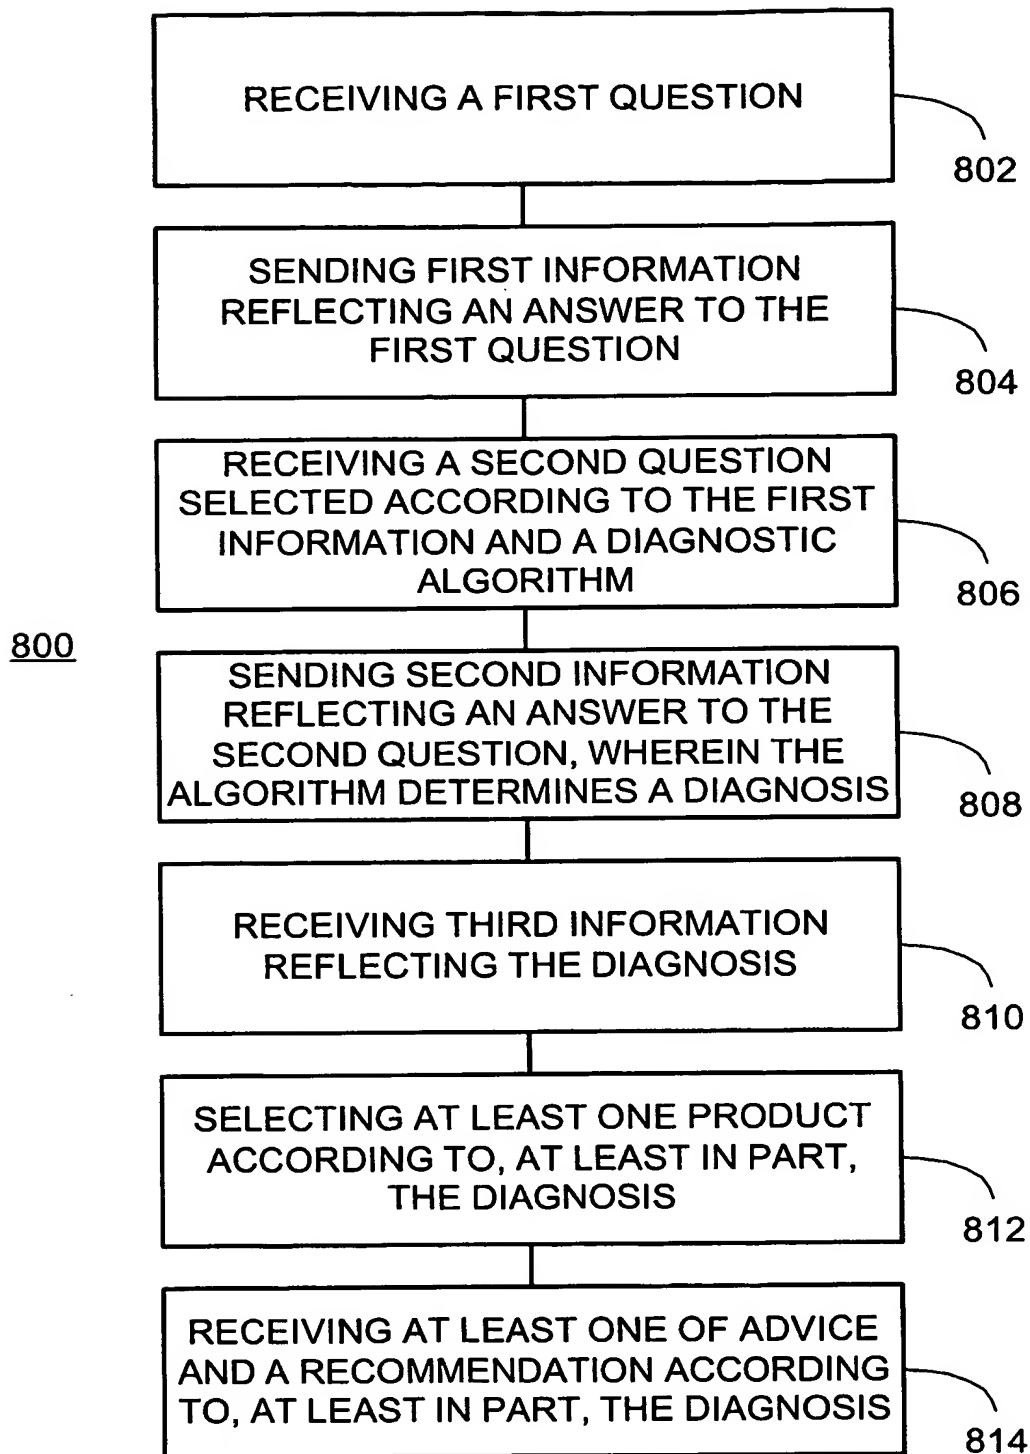 RECEIVING A FIRST QUESTION
802
SENDING FIRST INFORMATION
REFLECTING AN ANSWER TO THE
FIRST QUESTION
804
RECEIVING A SECOND QUESTION
SELECTED ACCORDING TO THE FIRST
INFORMATION AND A DIAGNOSTIC
ALGORITHM
806
800
SENDING SECOND INFORMATION
REFLECTING AN ANSWER TO THE
SECOND QUESTION, WHEREIN THE
ALGORITHM DETERMINES A DIAGNOSIS
808
RECEIVING THIRD INFORMATION
REFLECTING THE DIAGNOSIS
810
SELECTING AT LEAST ONE PRODUCT
ACCORDING TO, AT LEAST IN PART,
THE DIAGNOSIS
812
RECEIVING AT LEAST ONE OF ADVICE
AND A RECOMMENDATION ACCORDING
TO, AT LEAST IN PART, THE DIAGNOSIS
814